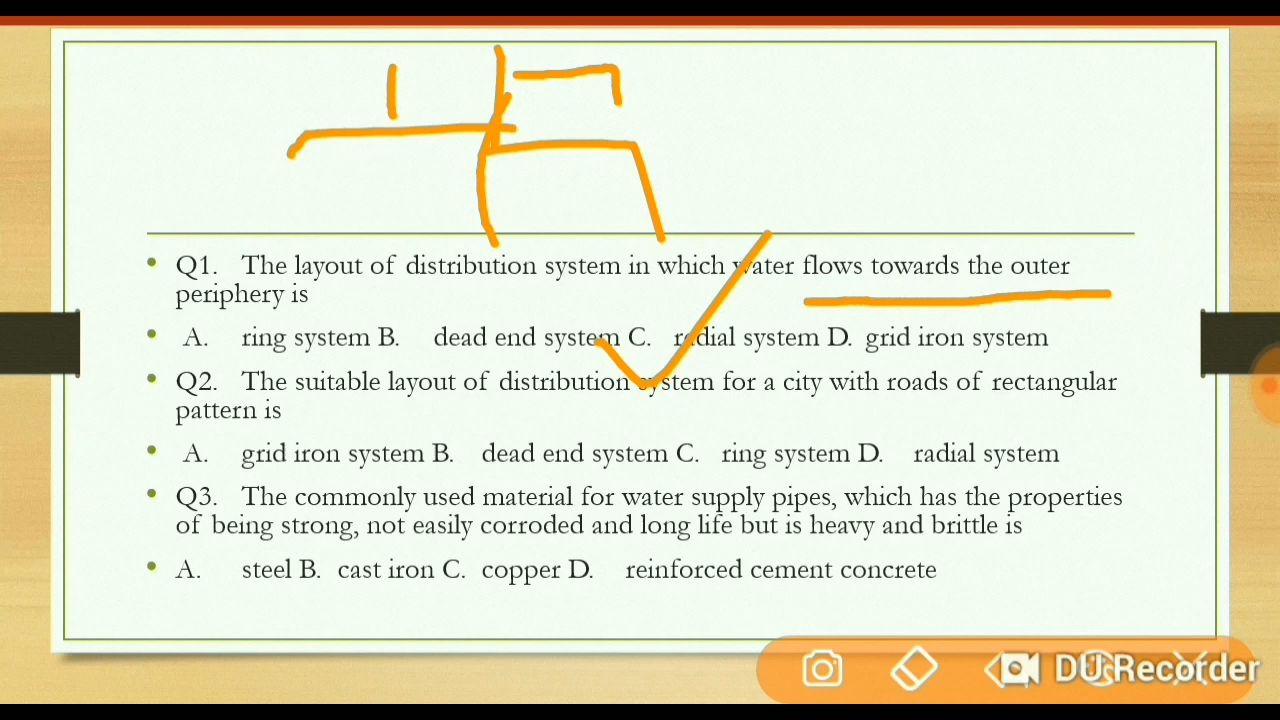 Q1. The layout of distribution system in which water flows towards the outer
periphery is
A. ring system B. dead end system C. radial system D. grid iron system
Q2. The suitable layout of distribution system for a city with roads of rectangular
pattern is
A. grid iron system B. dead end system C. ring system D. radial system
Q3. The commonly used material for water supply pipes, which has the properties
of being strong, not easily corroded and long life but is heavy and brittle is
A. steel B. cast iron C. copper D. reinforced cement concrete
DU Recorder